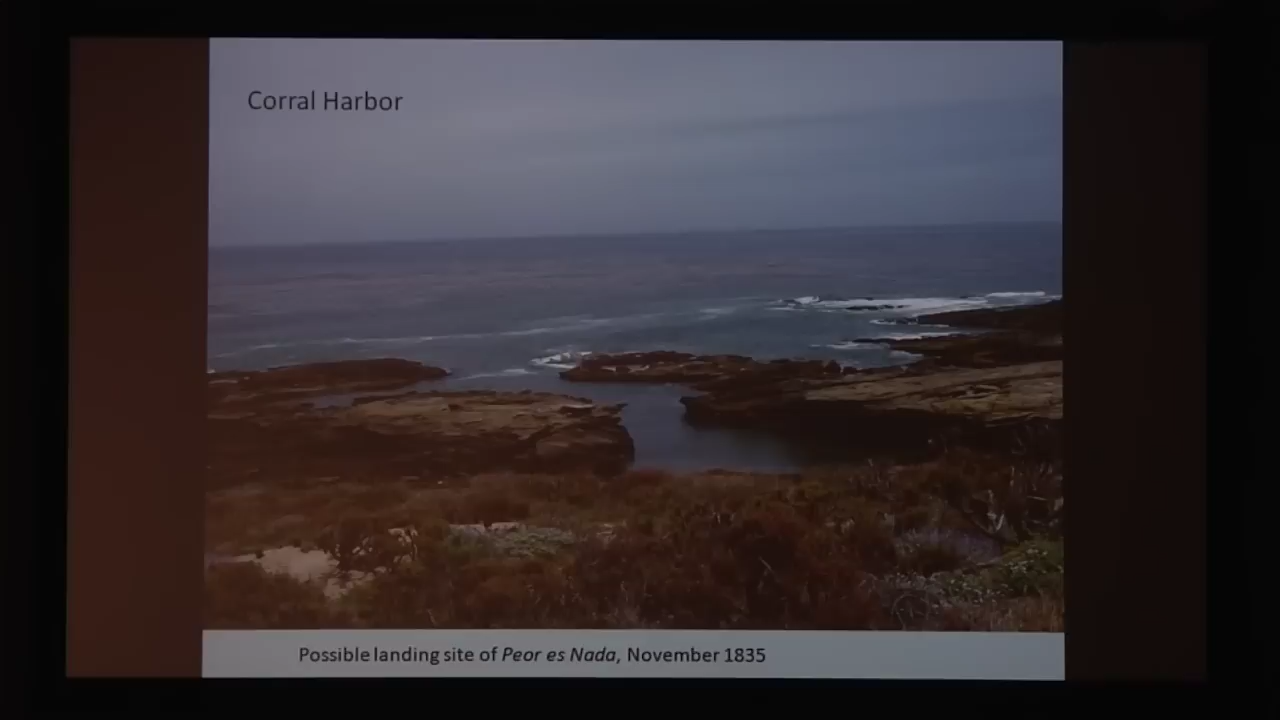 Corral Harbor
Possible landing site of Peor es Nada, November 1835